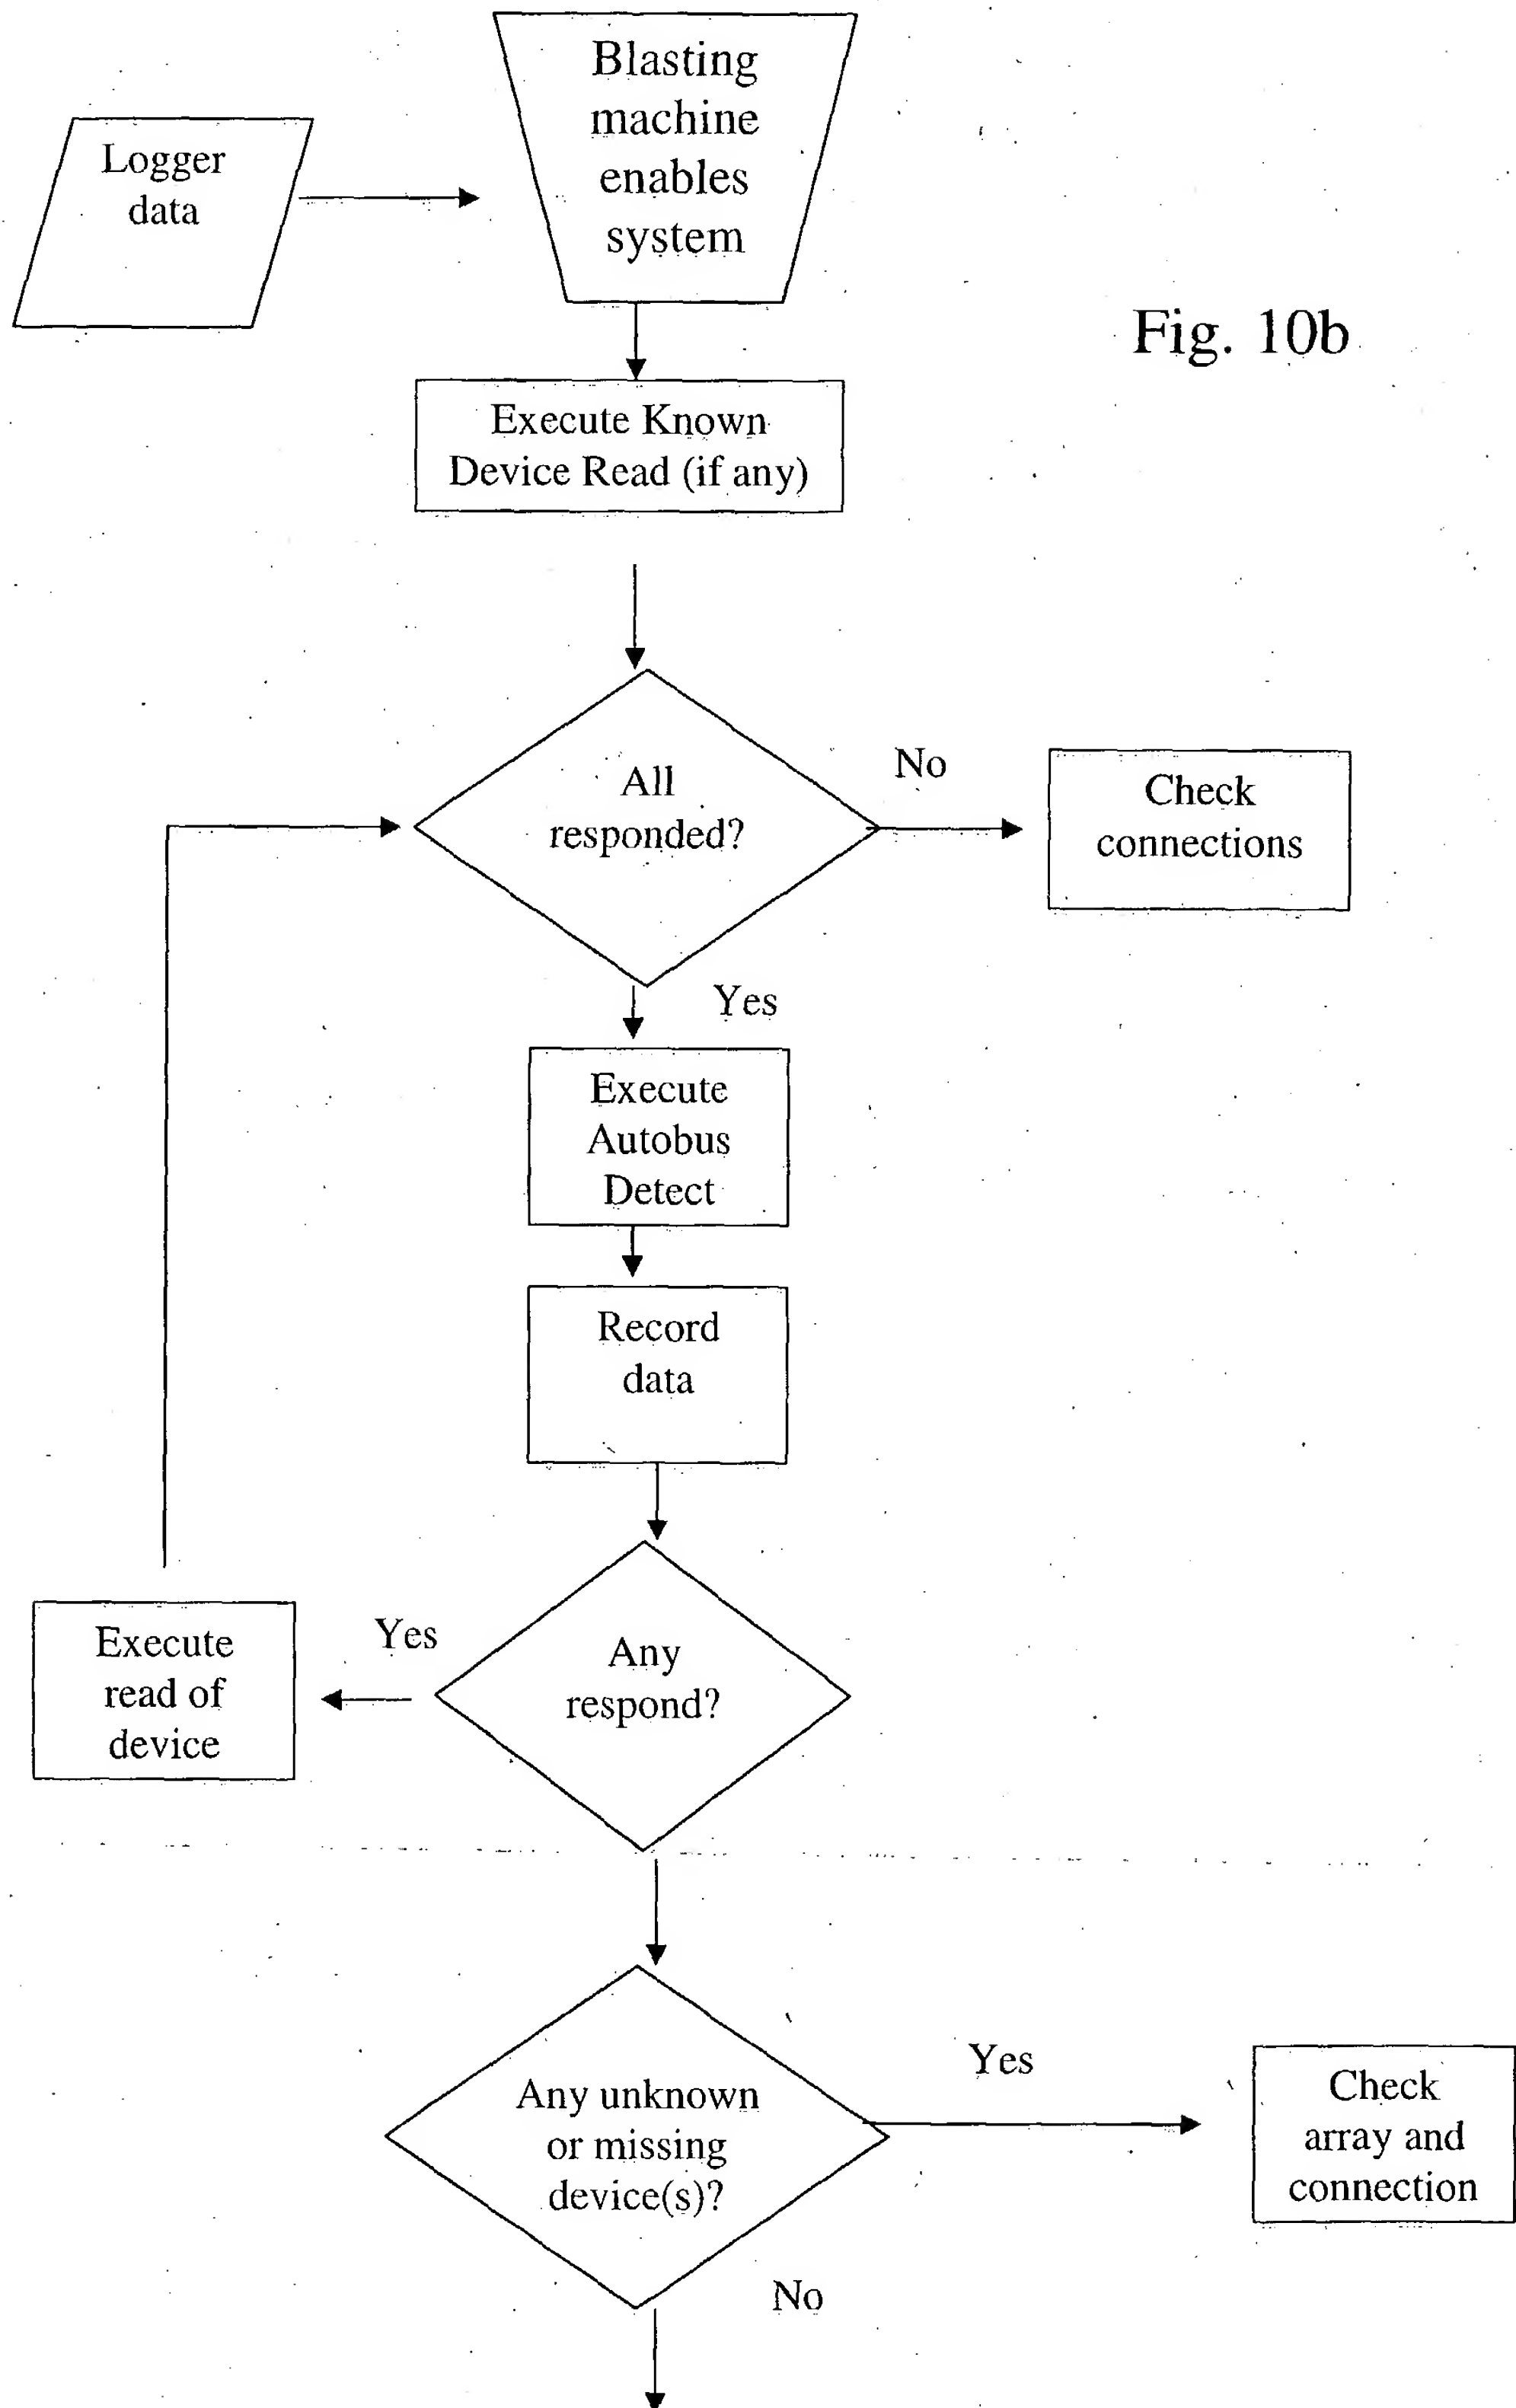 Blasting
machine
enables
system
Logger
data
Fig. 10b
Execute Known
Device Read (if any)
All
responded?
No
Check
connections
Yes
Execute
Autobus
Detect
Record
data
Any
respond?
Yes
Execute
read of
device
Any unknown
or missing
device(s)?
Yes
Check
array and
connection
No